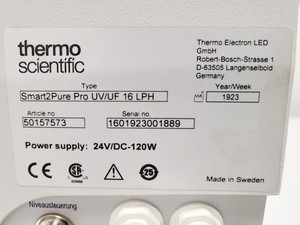 thermo
scientific
Thermo Electron LED
GmbH
Robert-Bosch-Strasse 1
D-63505 Langenselbold
Germany
Type
Smart2Pure Pro UV/UF 16 LPH
Year/Week
1923
Article no
50157573
Serial no
1601923001889
Power supply: 24V/DC-120W
CE
25
Made in Sweden
Niveausteuerung